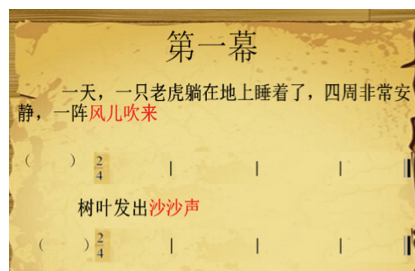 第一幕
一天，一只老虎躺在地上睡着了，四周非常安
静，一阵风儿吹来
（ ） 2/4 | | | ‖
树叶发出沙沙声
（ ） 2/4 | | | ‖